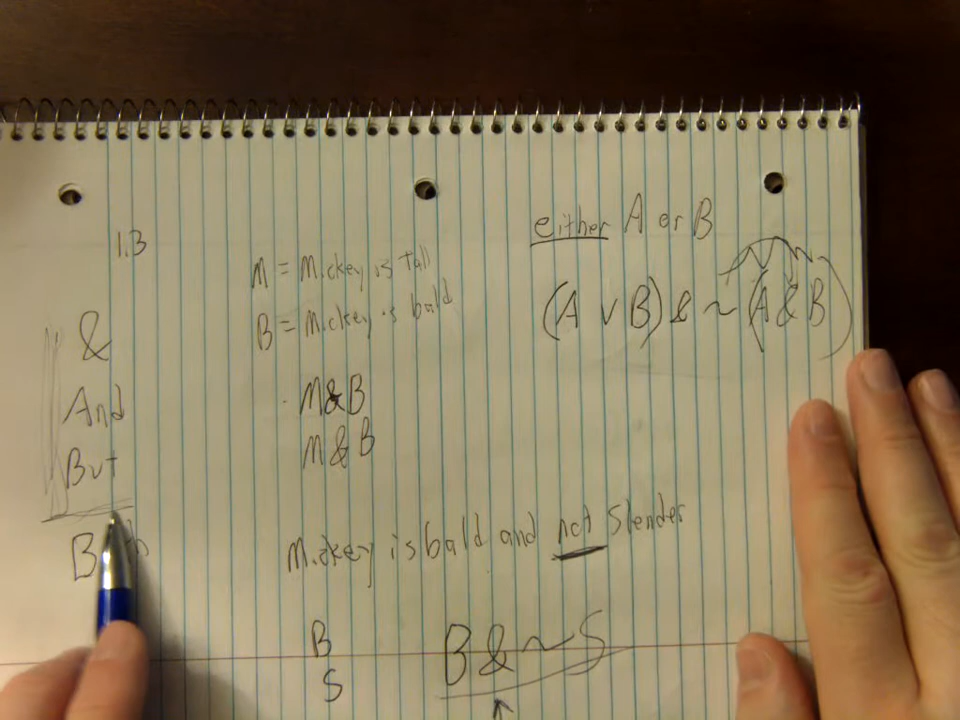 1.3
&
And
But
M = Mickey is tall
B = Mickey is bald
M&B
M&B
either A or B
(A v B) & ~ (A & B)
Mickey is bald and not slender
B
S
B & ~ S